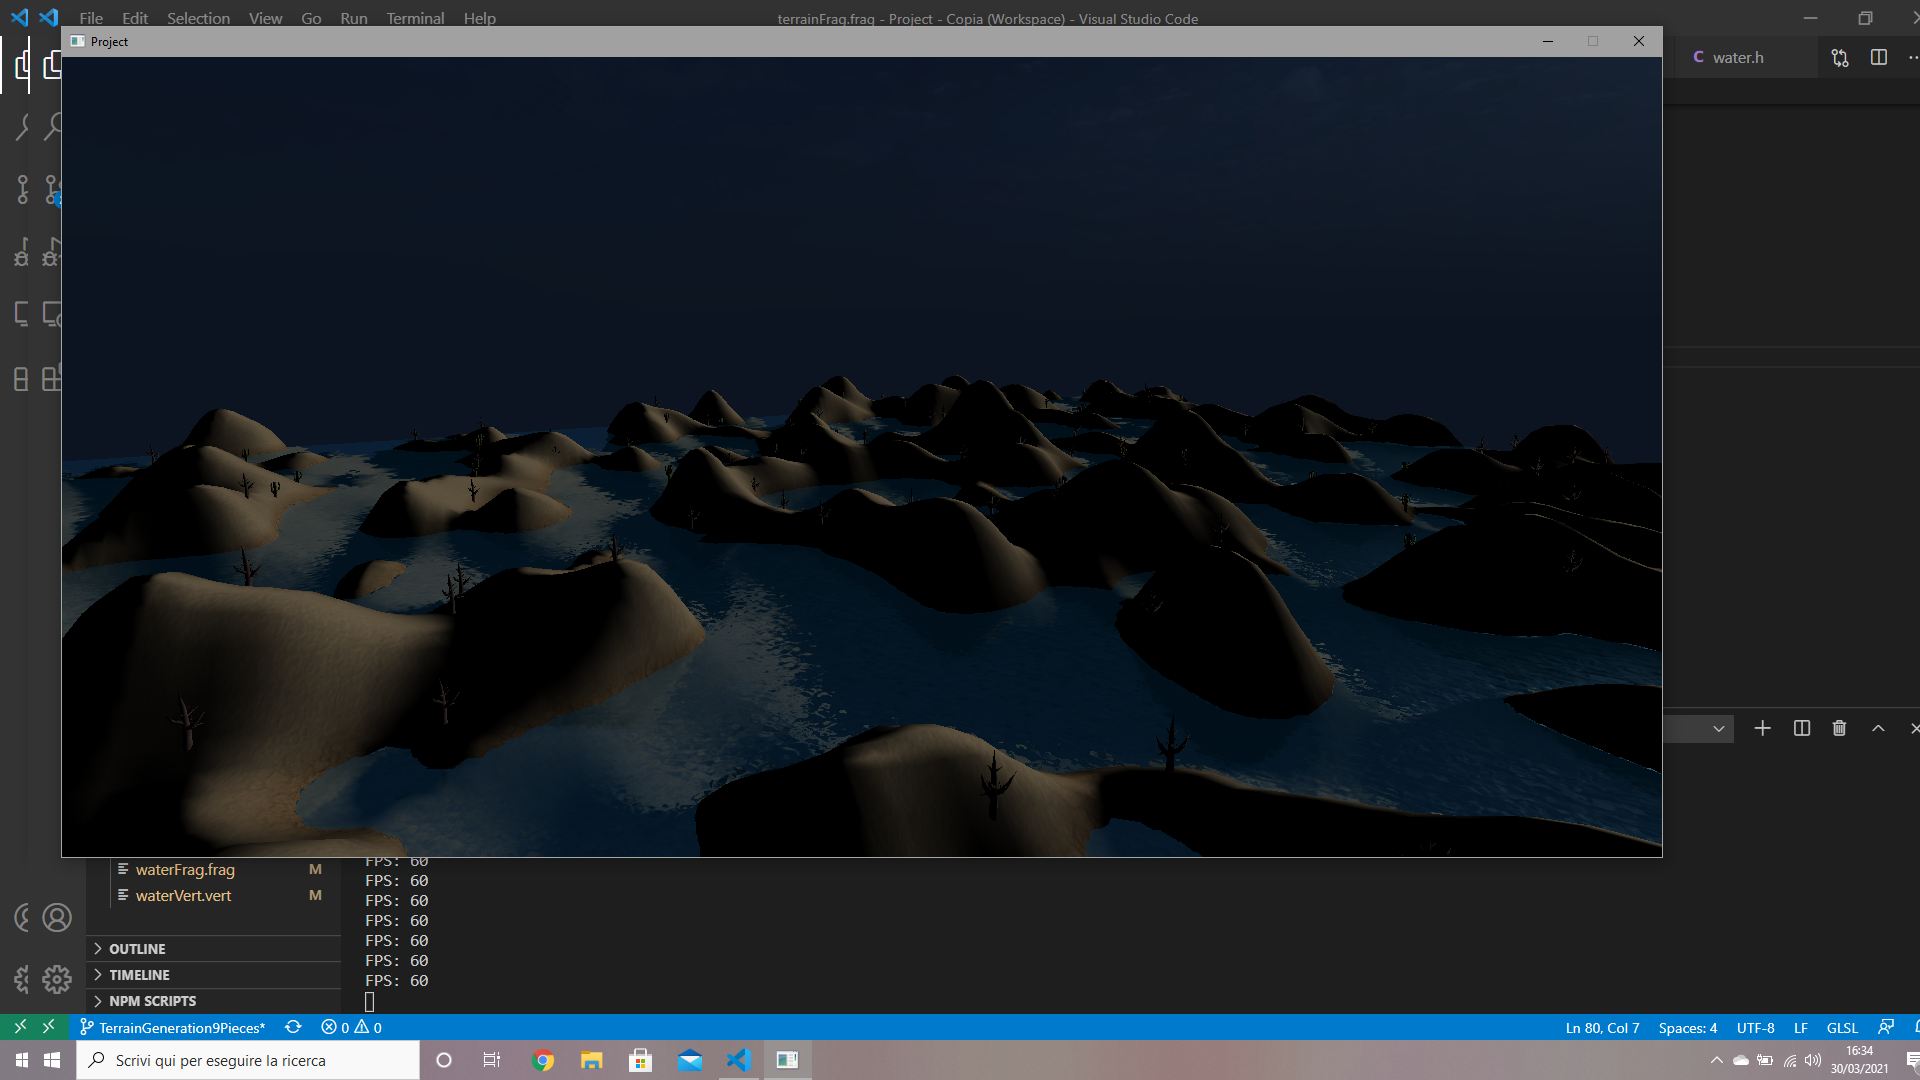 File Edit Selection View Go Run Terminal Help
terrainFrag.frag - Project - Copia (Workspace) - Visual Studio Code
Project
C water.h
waterFrag.frag M
waterVert.vert M
OUTLINE
TIMELINE
NPM SCRIPTS
FPS: 60
FPS: 60
FPS: 60
FPS: 60
FPS: 60
FPS: 60
FPS: 60
TerrainGeneration9Pieces* 0 0
Ln 80, Col 7 Spaces: 4 UTF-8 LF GLSL
Scrivi qui per eseguire la ricerca
16:34
30/03/2021